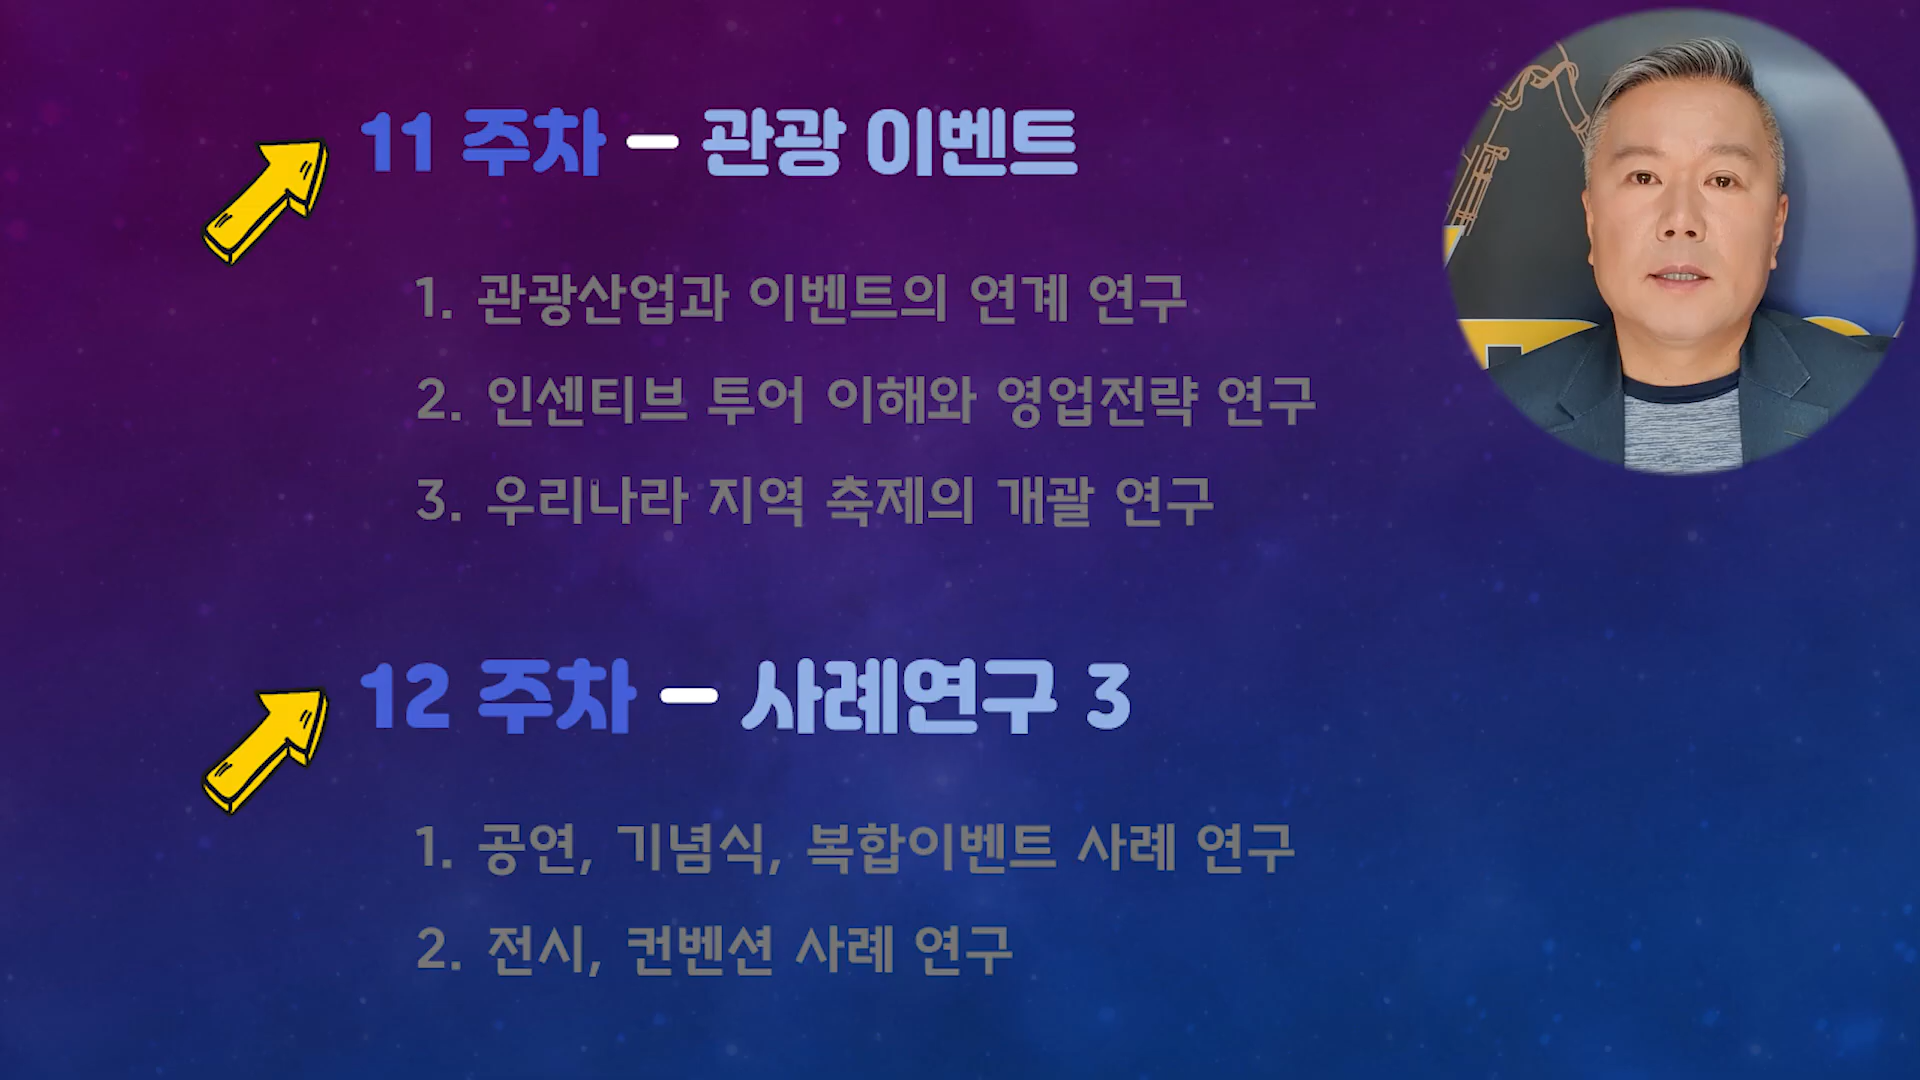 11 주차 - 관광 이벤트
1. 관광산업과 이벤트의 연계 연구
2. 인센티브 투어 이해와 영업전략 연구
3. 우리나라 지역 축제의 개괄 연구
12 주차 - 사례연구 3
1. 공연, 기념식, 복합이벤트 사례 연구
2. 전시, 컨벤션 사례 연구